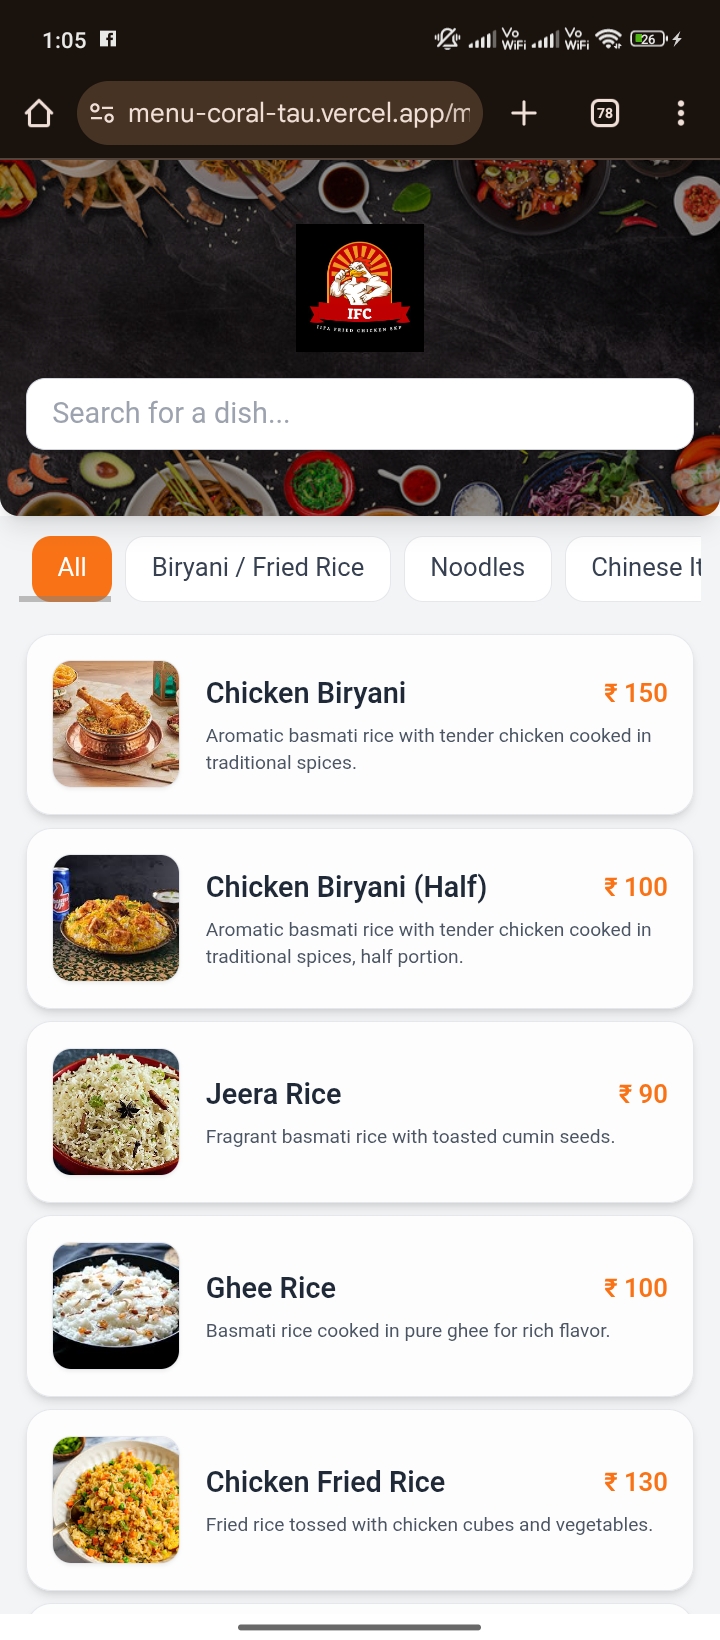 1:05
Vo
WiFi
Vo
WiFi
26
menu-coral-tau.vercel.app/m
78
IFC
FRIED CHICKEN
Search for a dish...
All
Biryani / Fried Rice
Noodles
Chinese It
Chicken Biryani
₹ 150
Aromatic basmati rice with tender chicken cooked in
traditional spices.
Chicken Biryani (Half)
₹ 100
Aromatic basmati rice with tender chicken cooked in
traditional spices, half portion.
Jeera Rice
₹ 90
Fragrant basmati rice with toasted cumin seeds.
Ghee Rice
₹ 100
Basmati rice cooked in pure ghee for rich flavor.
Chicken Fried Rice
₹ 130
Fried rice tossed with chicken cubes and vegetables.